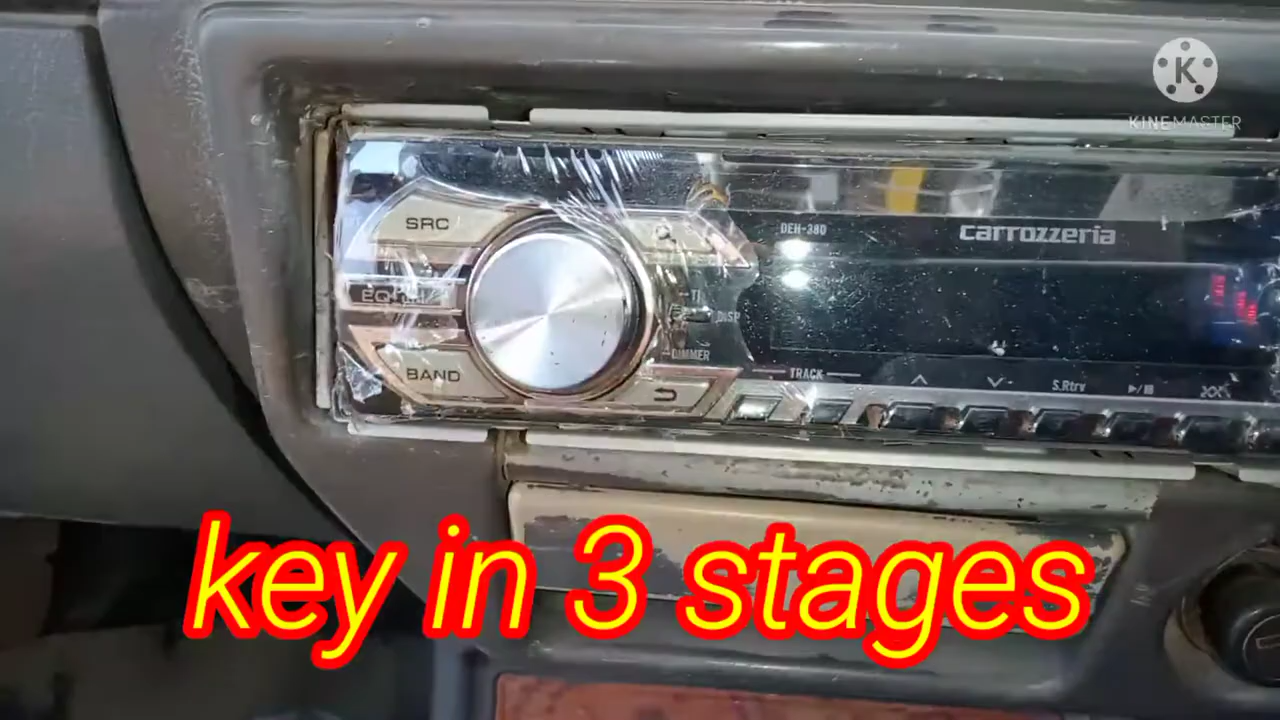 KINEMASTER
SRC
DEH-380
carrozzeria
EQ
DISP
DIMMER
BAND
TRACK
S.Rtrv
key in 3 stages